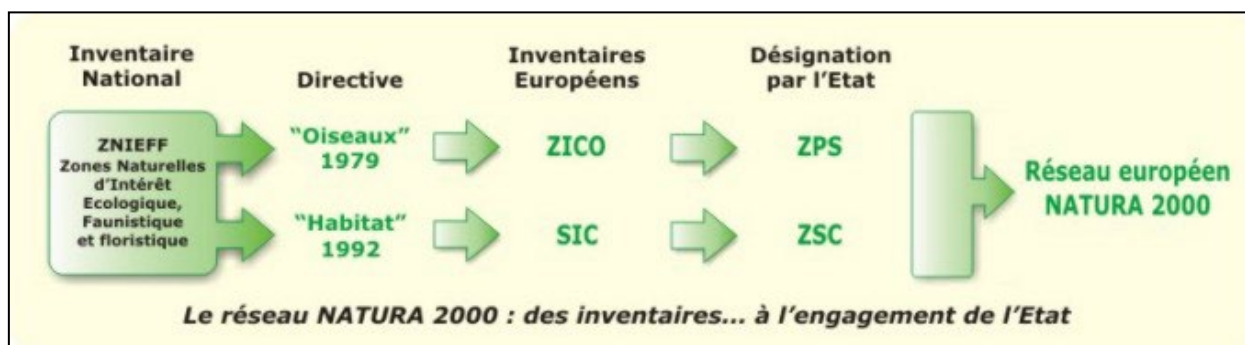 Inventaire
National
Directive
Inventaires
Européens
Désignation
par l'Etat
ZNIEFF
Zones Naturelles
d'Intérêt
Ecologique,
Faunistique
et floristique
"Oiseaux"
1979
ZICO
ZPS
"Habitat"
1992
SIC
ZSC
Réseau européen
NATURA 2000
Le réseau NATURA 2000 : des inventaires... à l'engagement de l'Etat